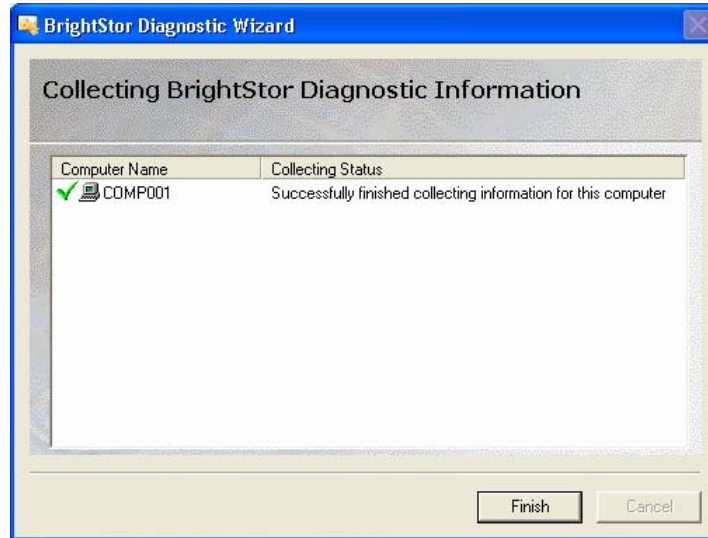 BrightStor Diagnostic Wizard
Collecting BrightStor Diagnostic Information
Computer Name Collecting Status
COMP001 Successfully finished collecting information for this computer
Finish Cancel